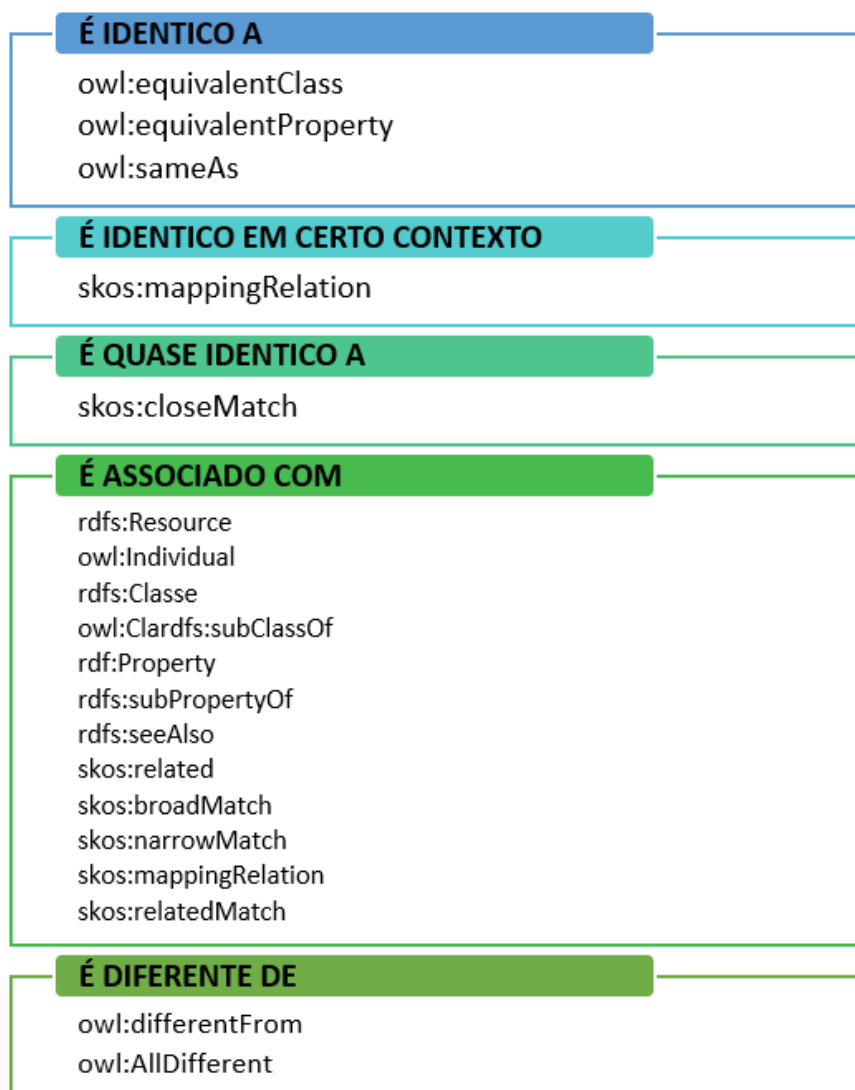 É IDENTICO A
owl:equivalentClass
owl:equivalentProperty
owl:sameAs
É IDENTICO EM CERTO CONTEXTO
skos:mappingRelation
É QUASE IDENTICO A
skos:closeMatch
É ASSOCIADO COM
rdfs:Resource
owl:Individual
rdfs:Classe
owl:Clardfs:subClassOf
rdf:Property
rdfs:subPropertyOf
rdfs:seeAlso
skos:related
skos:broadMatch
skos:narrowMatch
skos:mappingRelation
skos:relatedMatch
É DIFERENTE DE
owl:differentFrom
owl:AllDifferent